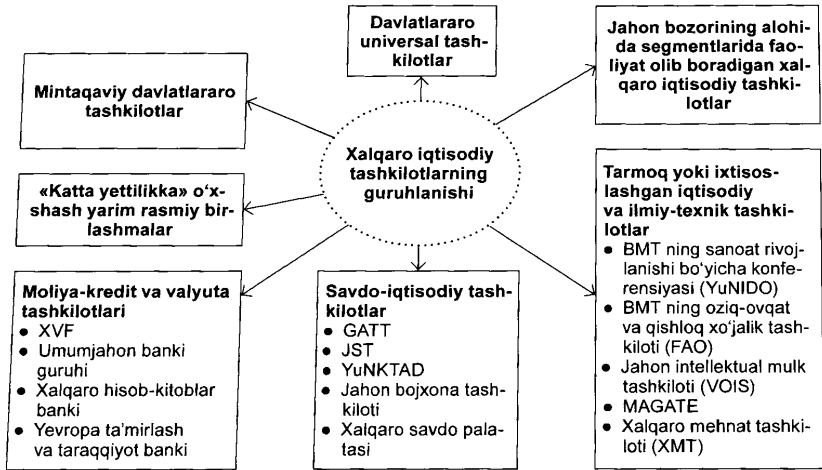 Davlatlararo
universal tash-
kilotlar
Jahon bozorining alohi-
da segmentlarida fao-
liyat olib boradigan xal-
qaro iqtisodiy tashki-
lotlar
Mintaqaviy davlatlararo
tashkilotlar
Xalqaro iqtisodiy
tashkilotlarning
guruhlanishi
«Katta yettilikka» o‘x-
shash yarim rasmiy bir-
lashmalar
Tarmoq yoki ixtisos-
lashgan iqtisodiy
va ilmiy-texnik tashki-
lotlar
● BMT ning sanoat rivoj-
lanishi bo‘yicha konfe-
rensiyasi (YuNIDO)
● BMT ning oziq-ovqat
va qishloq xo‘jalik tash-
kiloti (FAO)
● Jahon intellektual mulk
tashkiloti (VOIS)
● MAGATE
● Xalqaro mehnat tashki-
loti (XMT)
Moliya-kredit va valyuta
tashkilotlari
● XVF
● Umumjahon banki
guruhi
● Xalqaro hisob-kitoblar
banki
● Yevropa ta’mirlash
va taraqqiyot banki
Savdo-iqtisodiy tash-
kilotlar
● GATT
● JST
● YuNKTAD
● Jahon bojxona tash-
kiloti
● Xalqaro savdo pala-
tasi